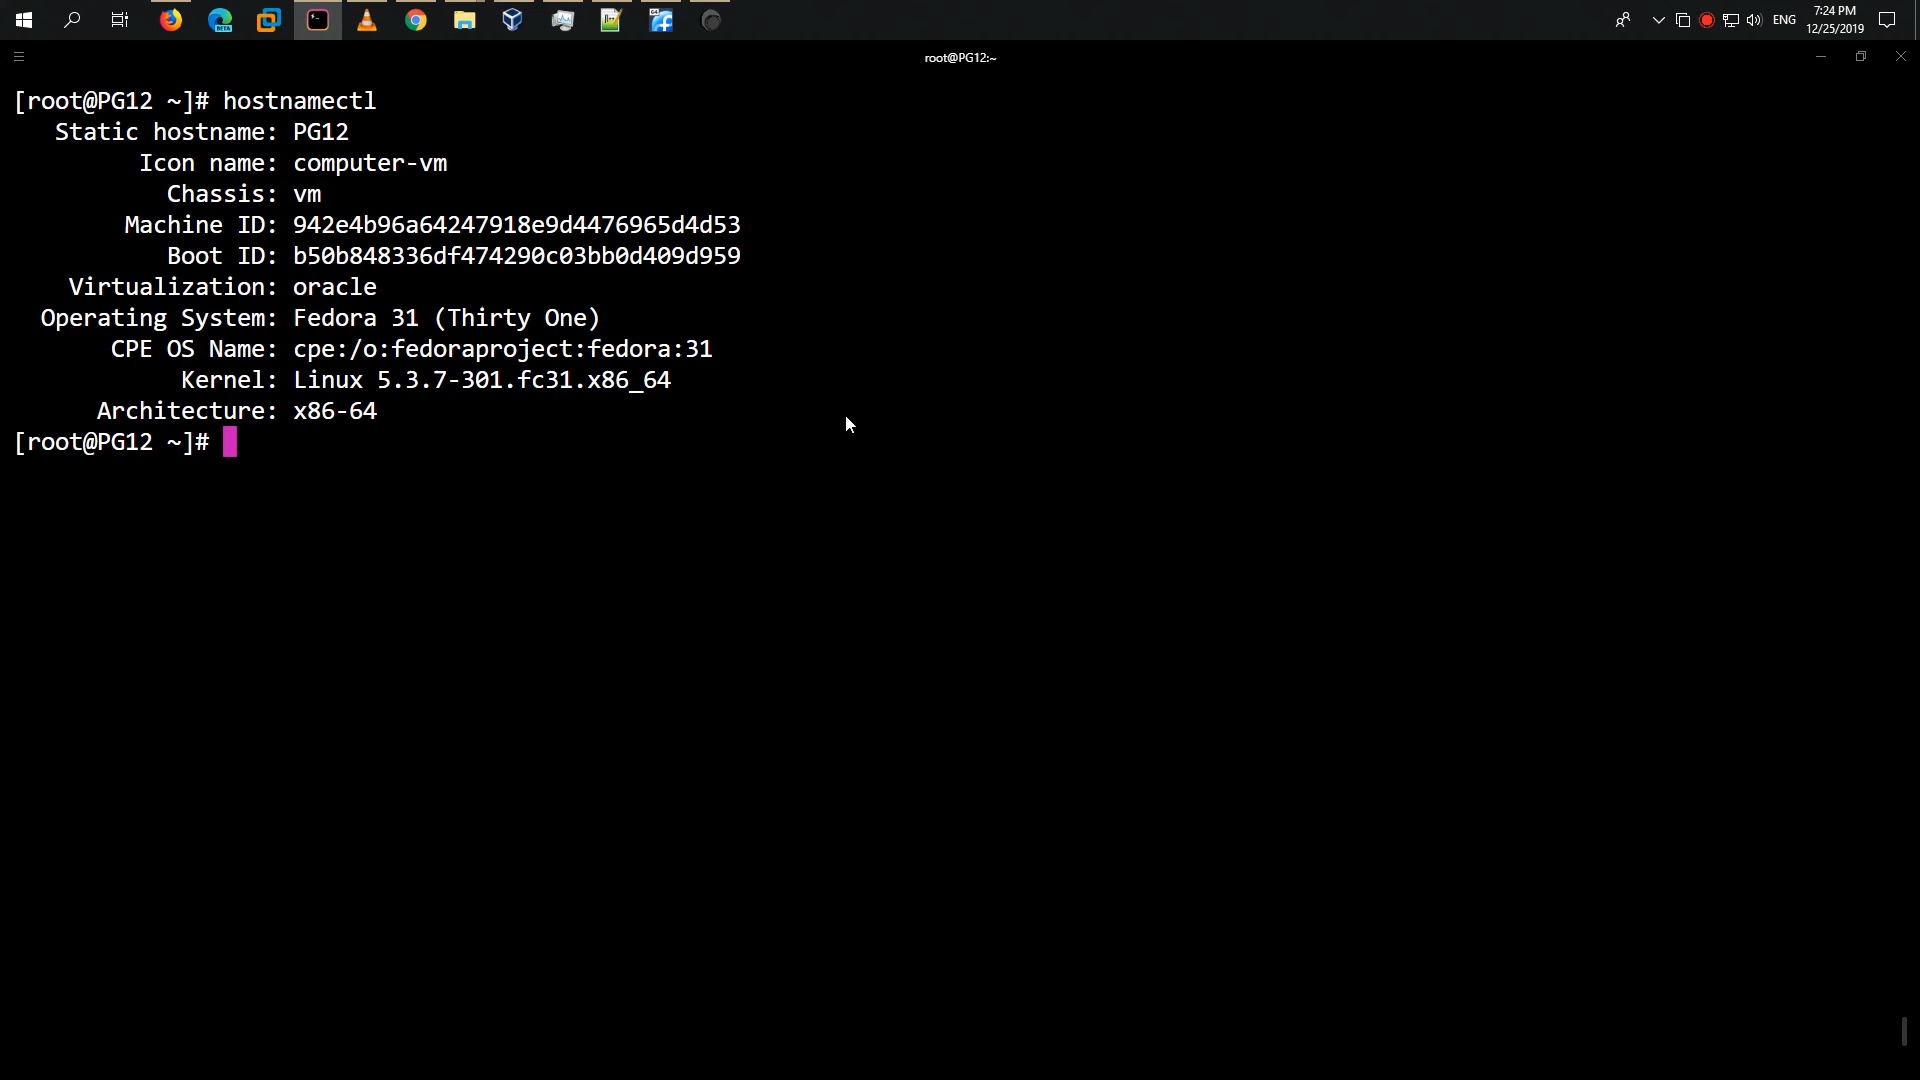 ENG
7:24 PM
12/25/2019
root@PG12:~
[root@PG12 ~]# hostnamectl
Static hostname: PG12
Icon name: computer-vm
Chassis: vm
Machine ID: 942e4b96a64247918e9d4476965d4d53
Boot ID: b50b848336df474290c03bb0d409d959
Virtualization: oracle
Operating System: Fedora 31 (Thirty One)
CPE OS Name: cpe:/o:fedoraproject:fedora:31
Kernel: Linux 5.3.7-301.fc31.x86_64
Architecture: x86-64
[root@PG12 ~]#